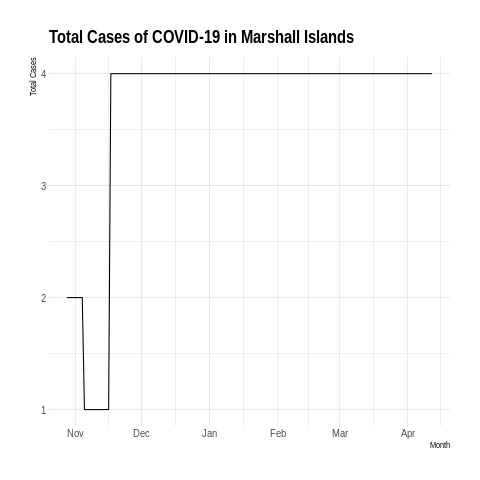 Total Cases of COVID-19 in Marshall Islands
Total Cases
4
3
2
1
Nov Dec Jan Feb Mar Apr
Month